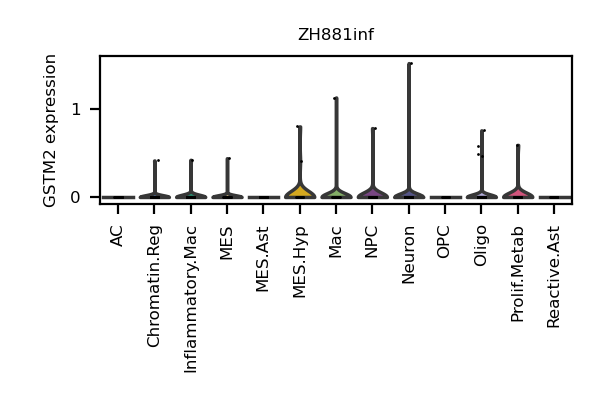 ZH881inf
GSTM2 expression
1
0
AC
Chromatin.Reg
Inflammatory.Mac
MES
MES.Ast
MES.Hyp
Mac
NPC
Neuron
OPC
Oligo
Prolif.Metab
Reactive.Ast